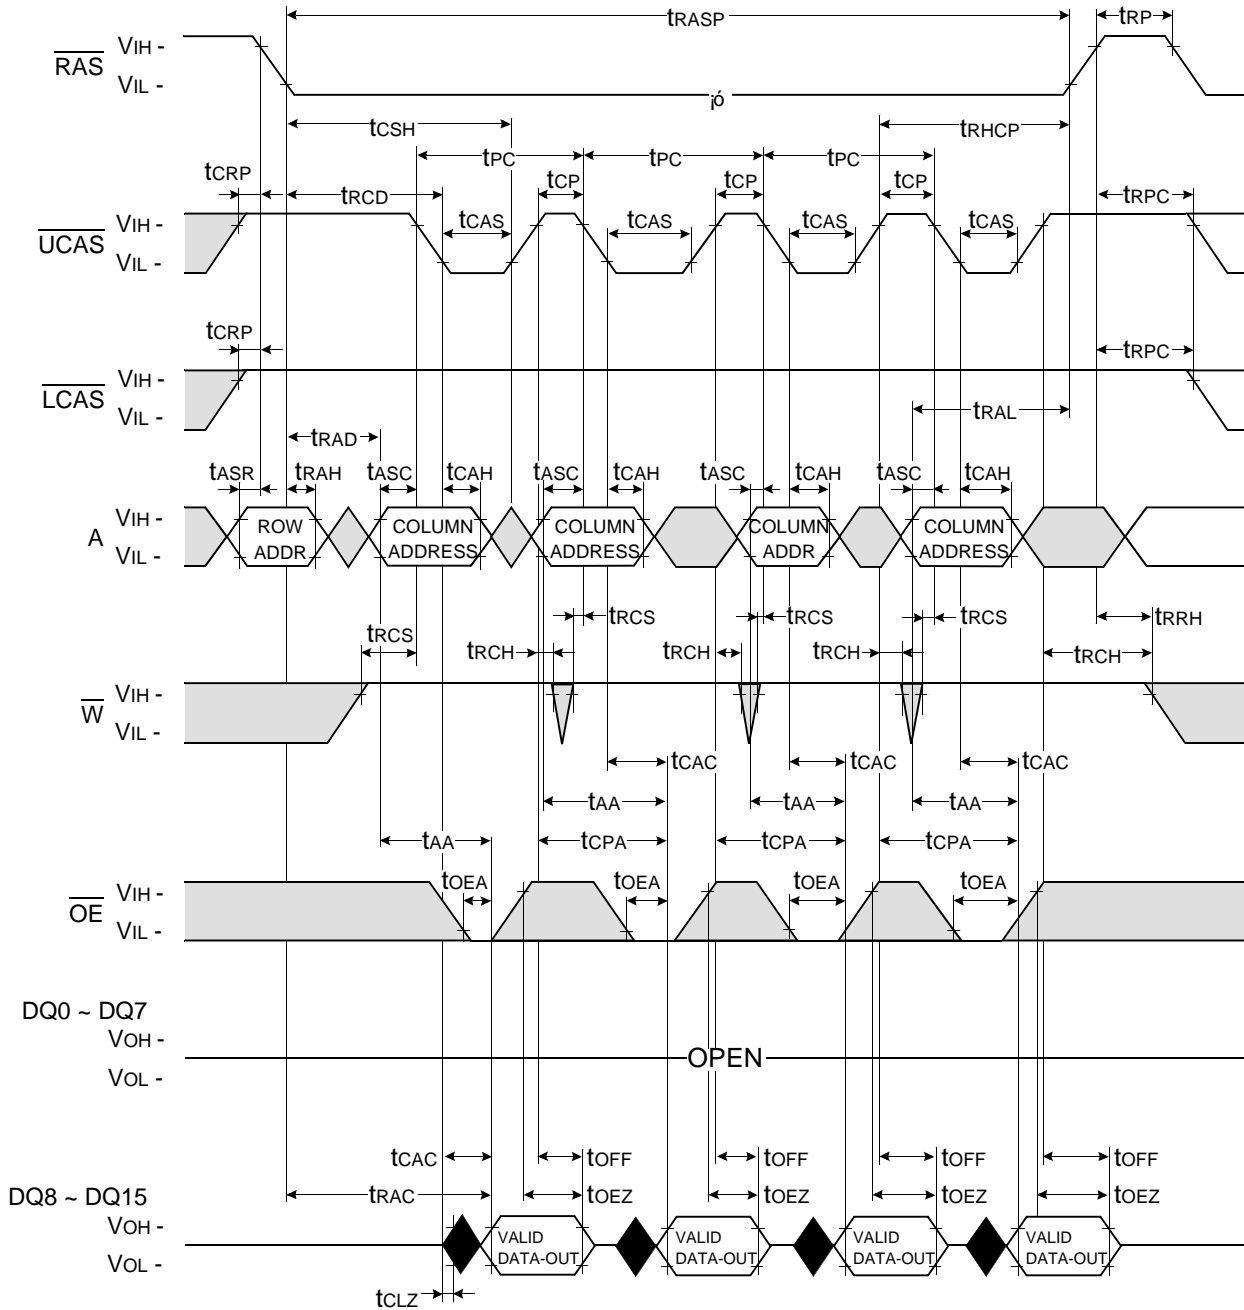 tRASP tRP
RAS VIH -
VIL -
¡ó
tCSH tRHCP
tPC tPC tPC
tCRP tRCD tCP tCP tCP tRPC
UCAS VIH - tCAS tCAS tCAS tCAS
VIL -
tCRP tRPC
LCAS VIH -
VIL - tRAL
tRAD
tASR tRAH tASC tCAH tASC tCAH tASC tCAH tASC tCAH
A VIH - ROW COLUMN COLUMN COLUMN COLUMN
VIL - ADDR ADDRESS ADDRESS ADDR ADDRESS
tRCS tRCS tRCS tRCS tRRH
tRCH tRCH tRCH tRCH
W VIH -
VIL -
tCAC tCAC tCAC
tAA tAA tAA
tAA tCPA tCPA tCPA
tOEA tOEA tOEA tOEA
OE VIH -
VIL -
DQ0 ~ DQ7
VOH -
OPEN
VOL -
tCAC tOFF tOFF tOFF tOFF
DQ8 ~ DQ15 tRAC tOEZ tOEZ tOEZ tOEZ
VOH - VALID VALID VALID VALID
VOL - DATA-OUT DATA-OUT DATA-OUT DATA-OUT
tCLZ